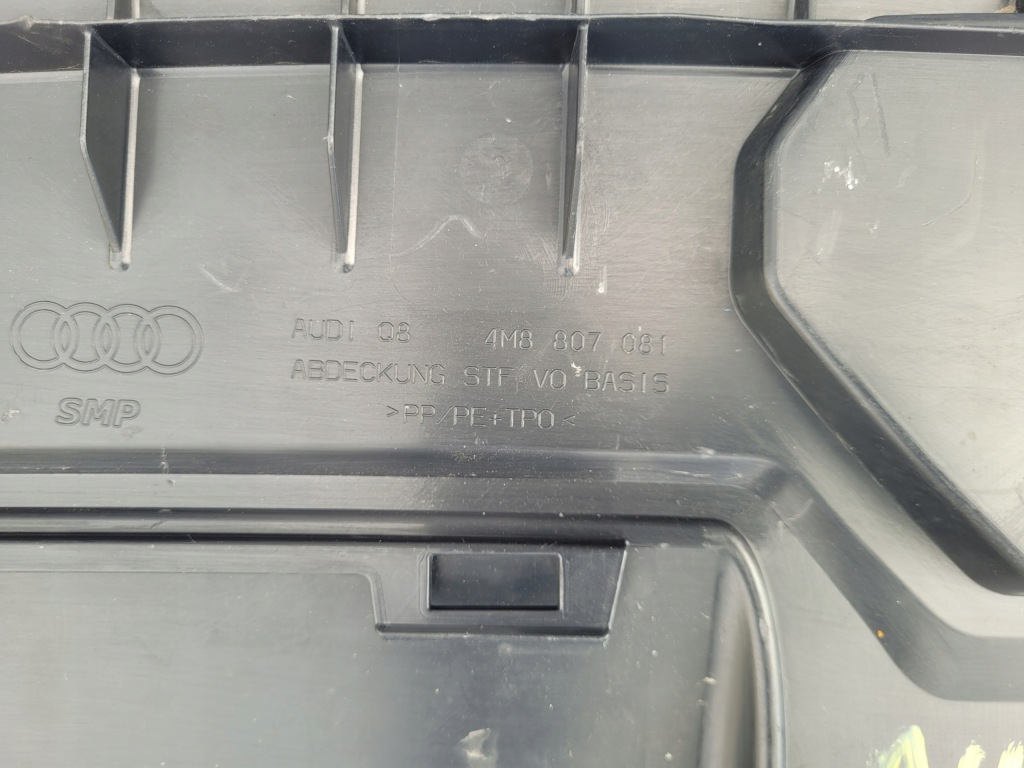 AUDI Q8 4M8 807 081
ABDECKUNG STF VO BASIS
>PP/PE+TPO<
SMP